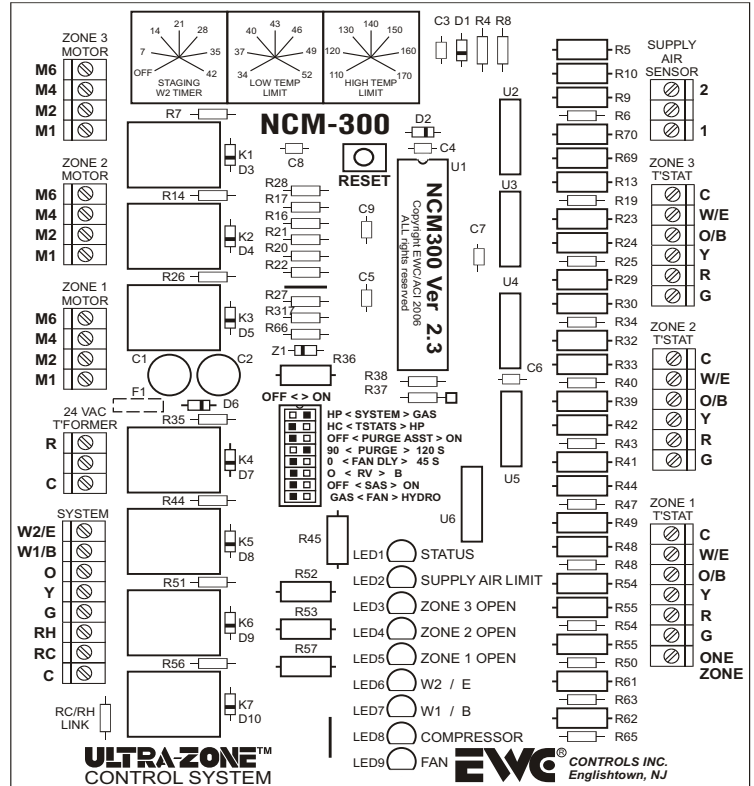 ZONE 3
MOTOR
M6
M4
M2
M1
ZONE 2
MOTOR
M6
M4
M2
M1
ZONE 1
MOTOR
M6
M4
M2
M1
24 VAC
T'FORMER
R
C
SYSTEM
W2/E
W1/B
O
Y
G
RH
RC
C
RC/RH
LINK
OFF 7 14 21 28 35 42
STAGING
W2 TIMER
34 37 40 43 46 49 52
LOW TEMP
LIMIT
110 120 130 140 150 160 170
HIGH TEMP
LIMIT
C3 D1 R4 R8
R7
K1
D3
R14
K2
D4
R26
K3
D5
C1
C2
F1
D6
R35
K4
D7
R44
K5
D8
R51
K6
D9
R56
K7
D10
NCM-300
C8
RESET
D2
C4
U1
R28
R17
R16
R21
R20
R22
R27
R317
R66
Z1
R36
C9
C5
NCM300 Ver 2.3
Copyright EWC/ACI 2006
ALL rights reserved
R38
R37
U2
U3
C7
U4
C6
U5
U6
OFF < > ON
HP < SYSTEM > GAS
HC < TSTATS > HP
OFF < PURGE ASST > ON
90 < PURGE > 120 S
0 < FAN DLY > 45 S
O < RV > B
OFF < SAS > ON
GAS < FAN > HYDRO
R45
R52
R53
R57
LED1 STATUS
LED2 SUPPLY AIR LIMIT
LED3 ZONE 3 OPEN
LED4 ZONE 2 OPEN
LED5 ZONE 1 OPEN
LED6 W2 / E
LED7 W1 / B
LED8 COMPRESSOR
LED9 FAN
R5
R10
R9
R6
R70
R69
R13
R19
R23
R24
R25
R29
R30
R34
R32
R33
R40
R39
R42
R43
R41
R44
R47
R49
R48
R48
R54
R55
R54
R55
R50
R61
R63
R62
R65
SUPPLY
AIR
SENSOR
2
1
ZONE 3
T'STAT
C
W/E
O/B
Y
R
G
ZONE 2
T'STAT
C
W/E
O/B
Y
R
G
ZONE 1
T'STAT
C
W/E
O/B
Y
R
G
ONE
ZONE
ULTRA-ZONE™
CONTROL SYSTEM
EWC®
CONTROLS INC.
Englishtown, NJ